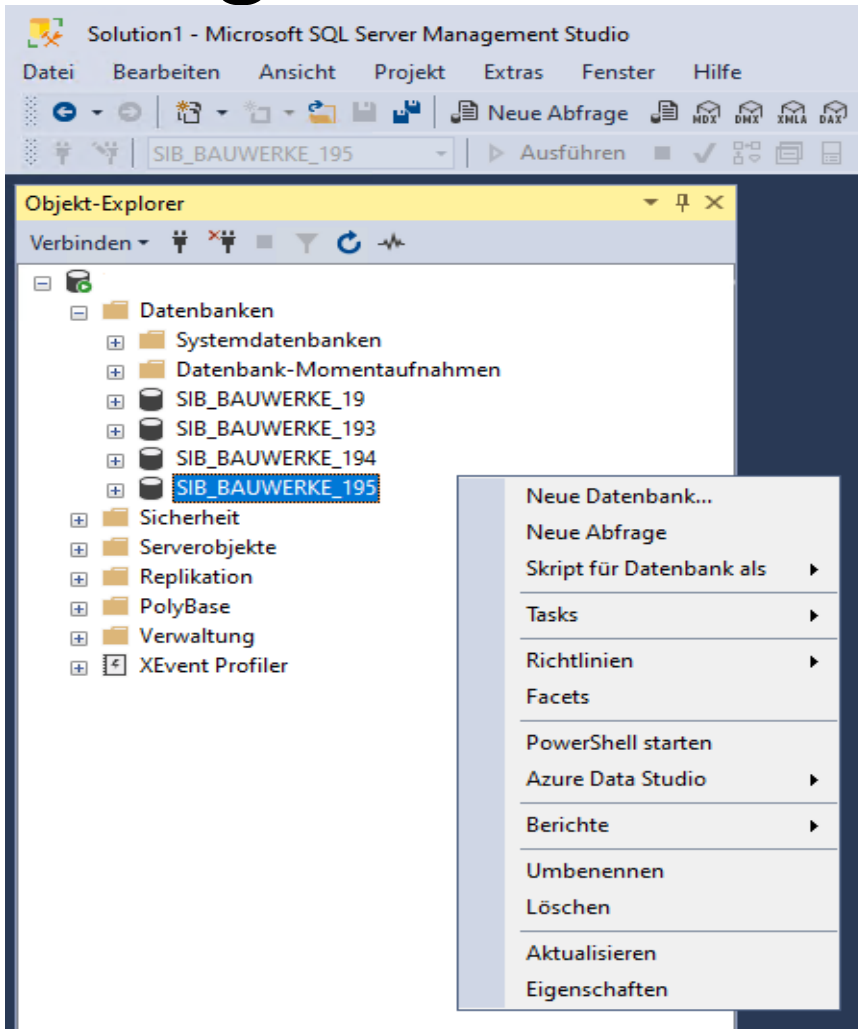 Solution1 - Microsoft SQL Server Management Studio
Datei Bearbeiten Ansicht Projekt Extras Fenster Hilfe
Neue Abfrage MDX DMX XMLA DAX
SIB_BAUWERKE_195 Ausführen
Objekt-Explorer
Verbinden
Datenbanken
Systemdatenbanken
Datenbank-Momentaufnahmen
SIB_BAUWERKE_19
SIB_BAUWERKE_193
SIB_BAUWERKE_194
SIB_BAUWERKE_195
Sicherheit
Serverobjekte
Replikation
PolyBase
Verwaltung
XEvent Profiler
Neue Datenbank...
Neue Abfrage
Skript für Datenbank als
Tasks
Richtlinien
Facets
PowerShell starten
Azure Data Studio
Berichte
Umbenennen
Löschen
Aktualisieren
Eigenschaften